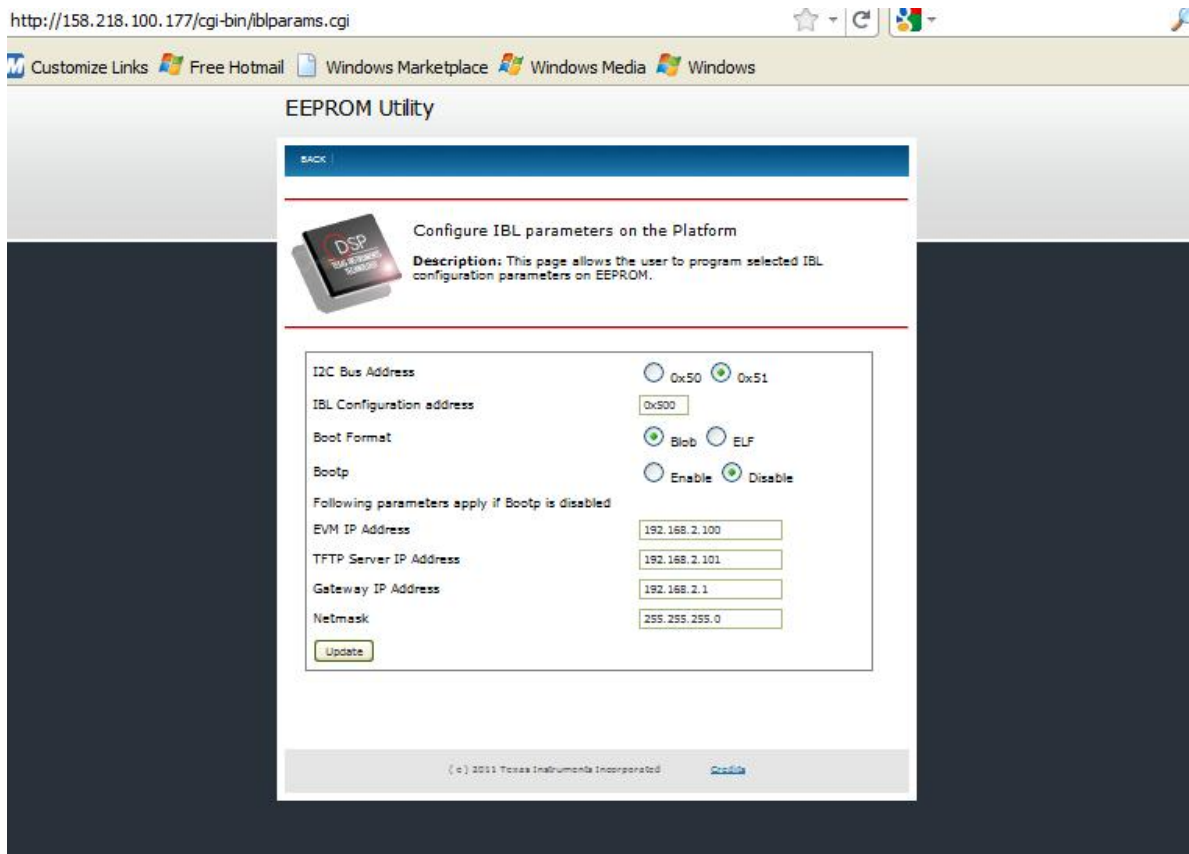 http://158.218.100.177/cgi-bin/iblparams.cgi
Customize Links Free Hotmail Windows Marketplace Windows Media Windows
EEPROM Utility
BACK
DSP
TEXAS INSTRUMENTS
TECHNOLOGY
Configure IBL parameters on the Platform
Description: This page allows the user to program selected IBL
configuration parameters on EEPROM.
I2C Bus Address 0x50 0x51
IBL Configuration address 0x500
Boot Format Blob ELF
Bootp Enable Disable
Following parameters apply if Bootp is disabled
EVM IP Address 192.168.2.100
TFTP Server IP Address 192.168.2.101
Gateway IP Address 192.168.2.1
Netmask 255.255.255.0
Update
( c ) 2011 Texas Instruments Incorporated Credits